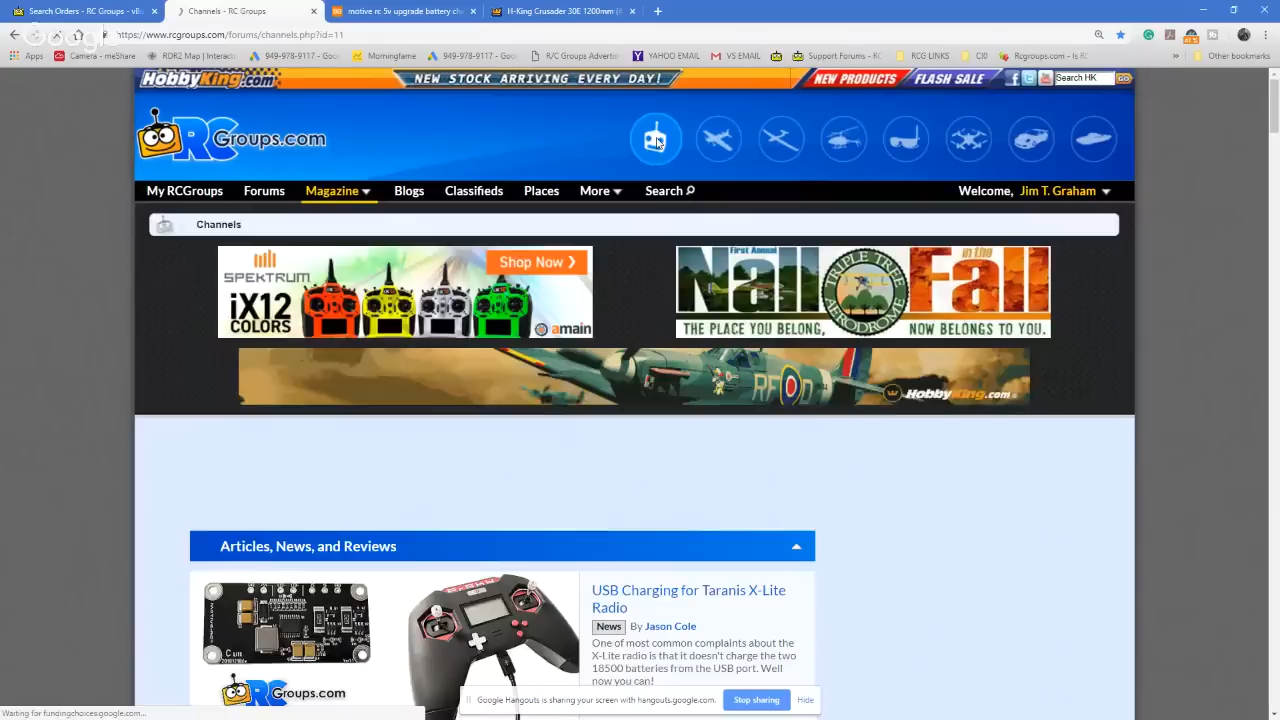 Search Orders - RC Groups - vB
Channels - RC Groups
motive rc 5v upgrade battery ch
H-King Crusader 30E 1200mm (
https://www.rcgroups.com/forums/channels.php?id=11
Google
Apps
Camera - meShare
RDR2 Map | Interact
949-978-9117 - Goo
Morningfame
949-978-9117 - Goo
R/C Groups Adverti
YAHOO EMAIL
VS EMAIL
Support Forums - RC
RCG LINKS
CJ0
Rcgroups.com - Is RC
»
Other bookmarks
HobbyKing.com
NEW STOCK ARRIVING EVERY DAY!
NEW PRODUCTS
FLASH SALE
Search HK
GO
RCGroups.com
My RCGroups
Forums
Magazine
Blogs
Classifieds
Places
More
Search
Welcome, Jim T. Graham
Channels
SPEKTRUM
iX12
COLORS
Shop Now ❯
amain
First Annual
in the
Nall
TRIPLE TREE
AERODROME
Fall
THE PLACE YOU BELONG,
NOW BELONGS TO YOU.
RF
D
HobbyKing.com
Articles, News, and Reviews
RCGroups.com
USB Charging for Taranis X-Lite
Radio
News By Jason Cole
One of most common complaints about the
X-Lite radio is that it doesn't charge the two
18500 batteries from the USB port. Well
now you can!
Google Hangouts is sharing your screen with hangouts.google.com.
Stop sharing
Hide
Waiting for fundingchoices.google.com...